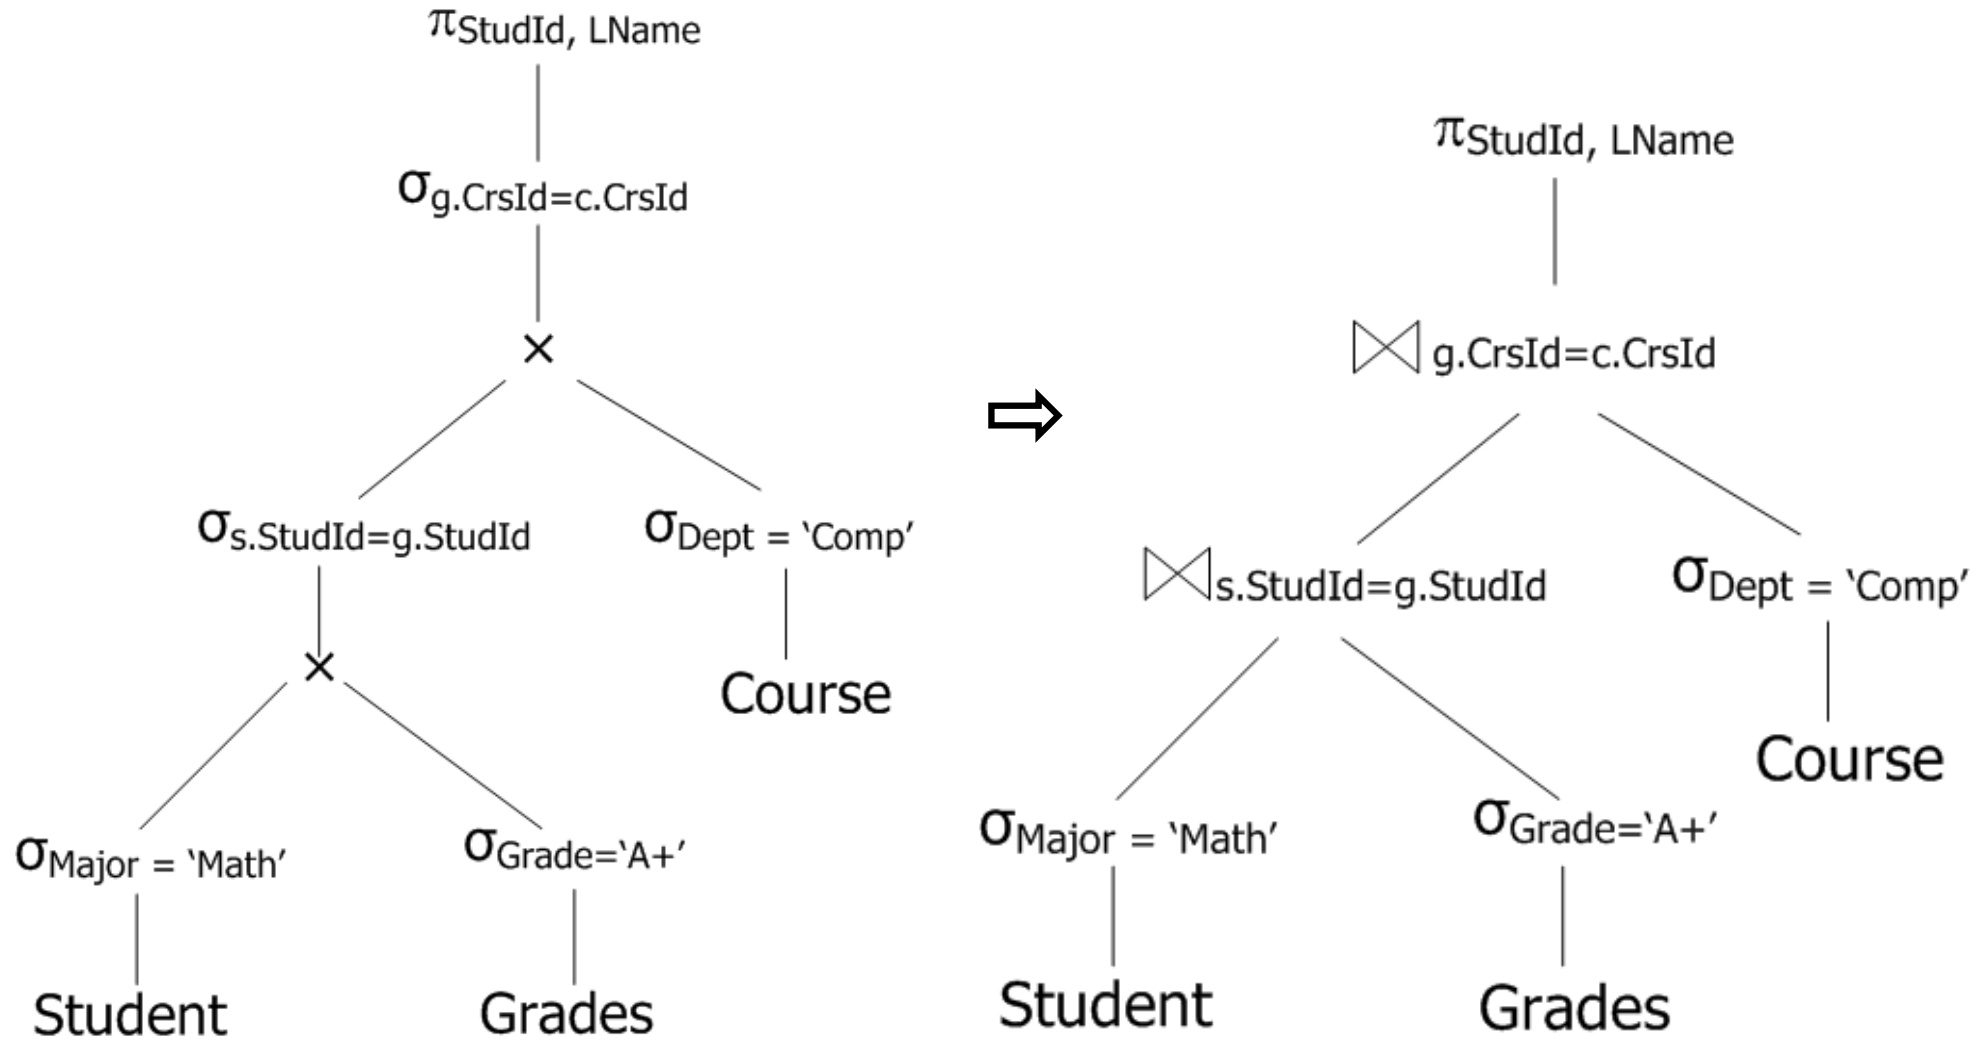 πStudId, LName
σg.CrsId=c.CrsId
×
σs.StudId=g.StudId
σDept = ‘Comp’
×
Course
σMajor = ‘Math’
σGrade=‘A+’
Student
Grades
⇨
πStudId, LName
⋈ g.CrsId=c.CrsId
⋈s.StudId=g.StudId
σDept = ‘Comp’
Course
σMajor = ‘Math’
σGrade=‘A+’
Student
Grades